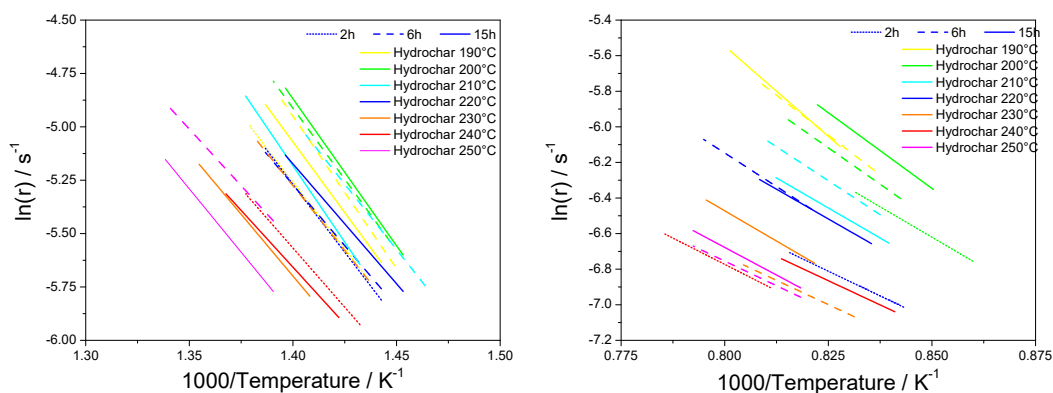 -4.50
-4.75
-5.00
-5.25
-5.50
-5.75
-6.00
ln(r) / s⁻¹
2h 6h 15h
Hydrochar 190°C
Hydrochar 200°C
Hydrochar 210°C
Hydrochar 220°C
Hydrochar 230°C
Hydrochar 240°C
Hydrochar 250°C
1.30 1.35 1.40 1.45 1.50
1000/Temperature / K⁻¹
-5.4
-5.6
-6.0
-6.2
-6.6
-6.8
-7.0
-7.2
ln(r) / s⁻¹
2h 6h 15h
Hydrochar 190°C
Hydrochar 200°C
Hydrochar 210°C
Hydrochar 220°C
Hydrochar 230°C
Hydrochar 240°C
Hydrochar 250°C
0.775 0.800 0.825 0.850 0.875
1000/Temperature / K⁻¹